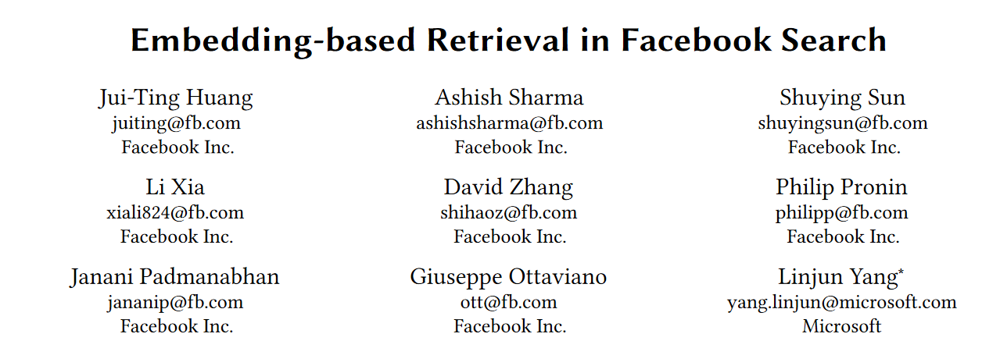 Embedding-based Retrieval in Facebook Search
Jui-Ting Huang
juiting@fb.com
Facebook Inc.
Ashish Sharma
ashishsharma@fb.com
Facebook Inc.
Shuying Sun
shuyingsun@fb.com
Facebook Inc.
Li Xia
xiali824@fb.com
Facebook Inc.
David Zhang
shihaoz@fb.com
Facebook Inc.
Philip Pronin
philipp@fb.com
Facebook Inc.
Janani Padmanabhan
jananip@fb.com
Facebook Inc.
Giuseppe Ottaviano
ott@fb.com
Facebook Inc.
Linjun Yang*
yang.linjun@microsoft.com
Microsoft